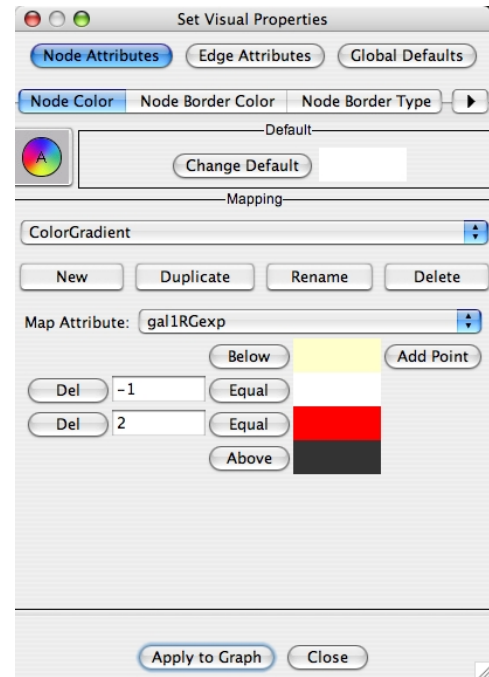 Set Visual Properties
Node Attributes Edge Attributes Global Defaults
Node Color Node Border Color Node Border Type
Default
A
Change Default
Mapping
ColorGradient
New Duplicate Rename Delete
Map Attribute: gal1RGexp
Below Add Point
Del -1 Equal
Del 2 Equal
Above
Apply to Graph Close